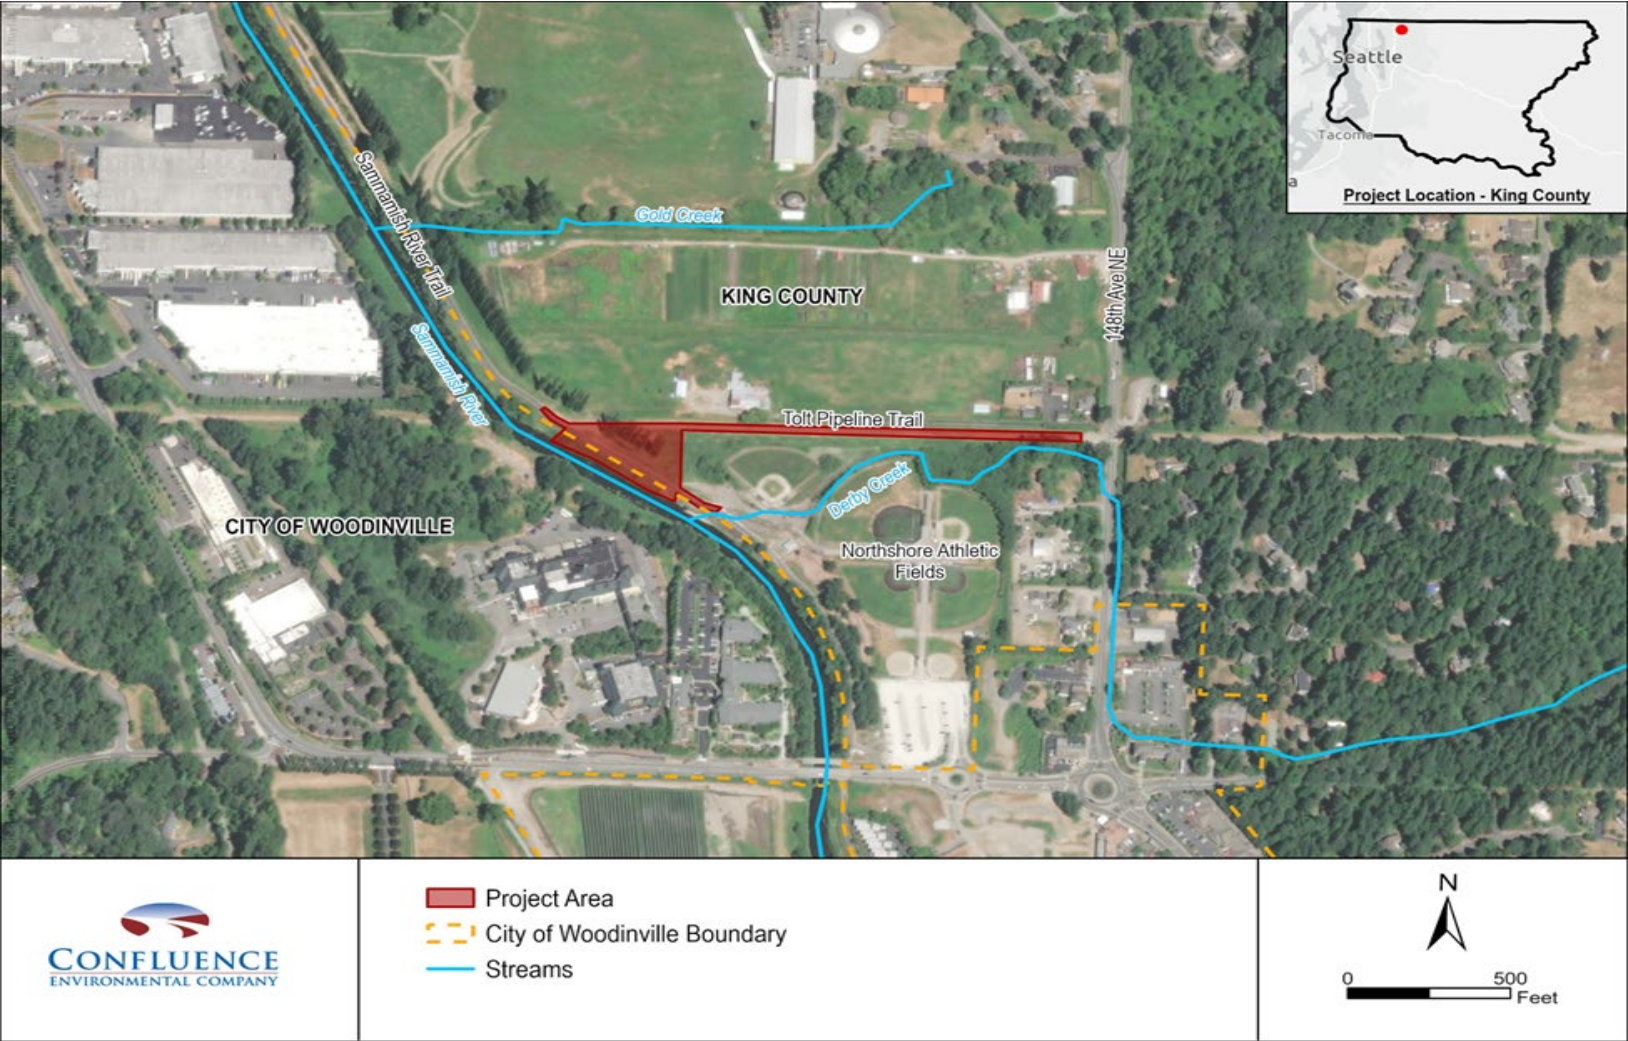 Seattle
Tacoma
a
Project Location - King County
Sammamish River Trail
Gold Creek
KING COUNTY
148th Ave NE
Sammamish River
Tolt Pipeline Trail
Derby Creek
CITY OF WOODINVILLE
Northshore Athletic
Fields
CONFLUENCE
ENVIRONMENTAL COMPANY
Project Area
City of Woodinville Boundary
Streams
N
0 500
Feet